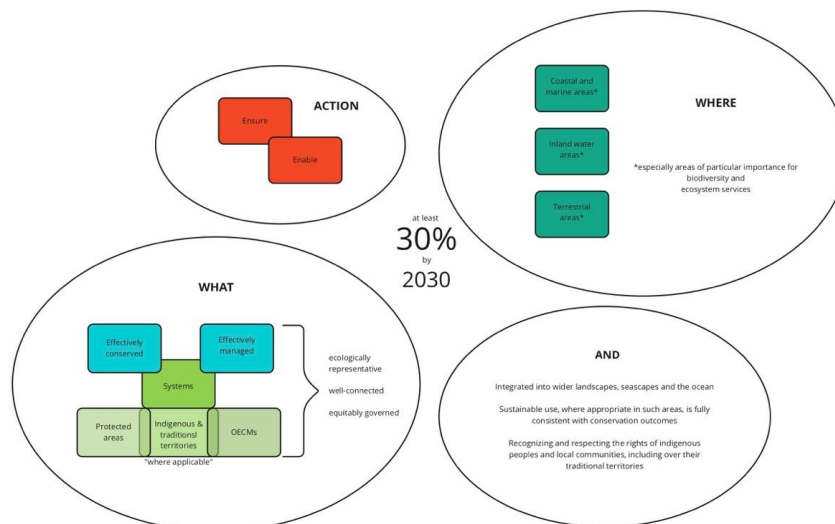 ACTION
Ensure
Enable
WHERE
Coastal and
marine areas*
Inland water
areas*
Terrestrial
areas*
*especially areas of particular importance for
biodiversity and
ecosystem services
at least
30%
by
2030
WHAT
Effectively
conserved
Effectively
managed
Systems
Protected
areas
Indigenous &
traditionsl
territories
OECMs
"where applicable"
ecologically
representative
well-connected
equitably governed
AND
Integrated into wider landscapes, seascapes and the ocean
Sustainable use, where appropriate in such areas, is fully
consistent with conservation outcomes
Recognizing and respecting the rights of indigenous
peoples and local communities, including over their
traditional territories